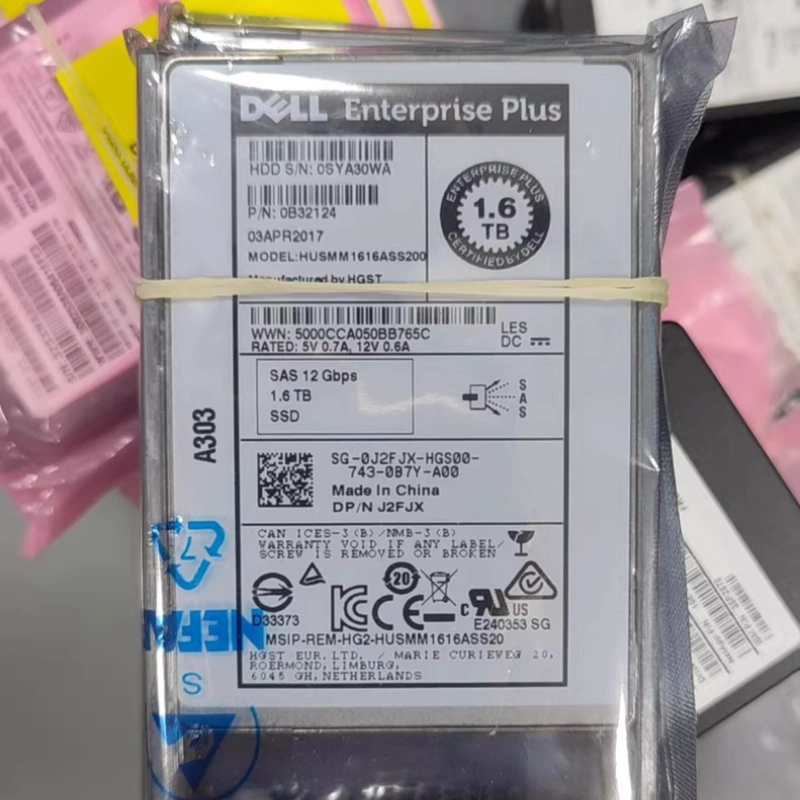 DELL Enterprise Plus
HDD S/N: 0SYA30WA
P/N: 0B32124
03APR2017
MODEL:HUSMM1616ASS200
Manufactured by HGST
ENTERPRISE PLUS
1.6
TB
CERTIFIED BY DELL
WWN: 5000CCA050BB765C
RATED: 5V 0.7A, 12V 0.6A
LES
DC
SAS 12 Gbps
1.6 TB
SSD
S
A
S
A303
SG-0J2FJX-HGS00-
743-0B7Y-A00
Made in China
DP/N J2FJX
CAN ICES-3(B)/NMB-3(B)
WARRANTY VOID IF ANY LABEL/
SCREW IS REMOVED OR BROKEN
20
D33373
c RU US
E240353 SG
MSIP-REM-HG2-HUSMM1616ASS20
HGST EUR.LTD. / MARIE CURIEWEG 20,
ROERMOND, LIMBURG,
6045 GH, NETHERLANDS